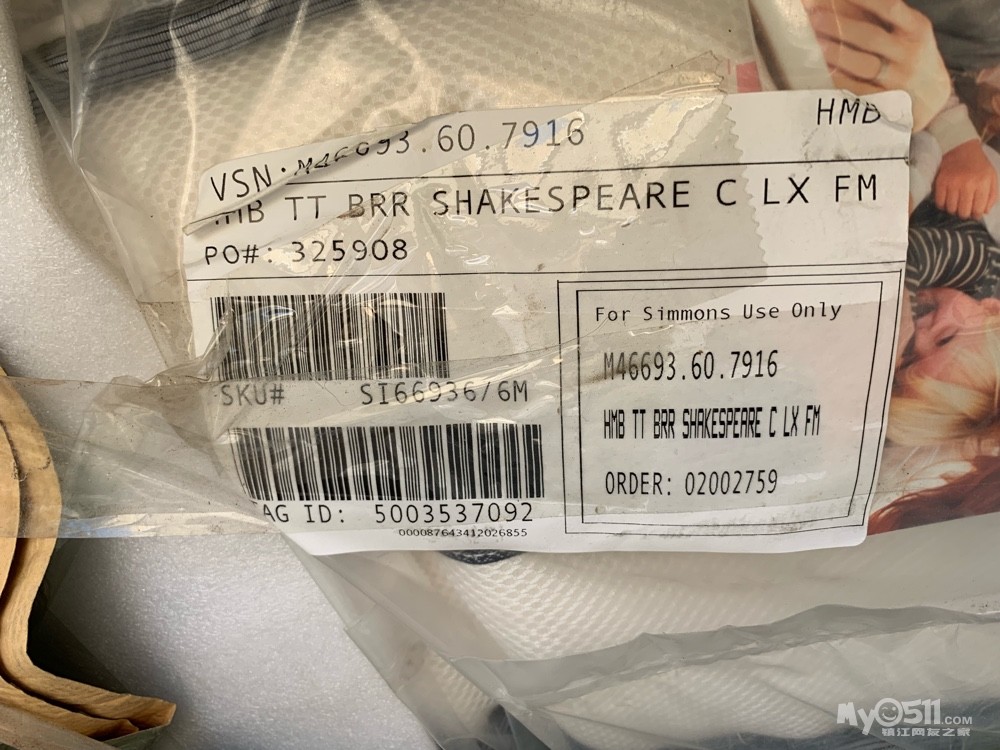 HMB
VSN: M46693.60.7916
HMB TT BRR SHAKESPEARE C LX FM
PO#: 325908
SKU# SI66936/6M
AG ID: 5003537092
000087643412026855
For Simmons Use Only
M46693.60.7916
HMB TT BRR SHAKESPEARE C LX FM
ORDER: 02002759
My0511.COM
镇江网友之家